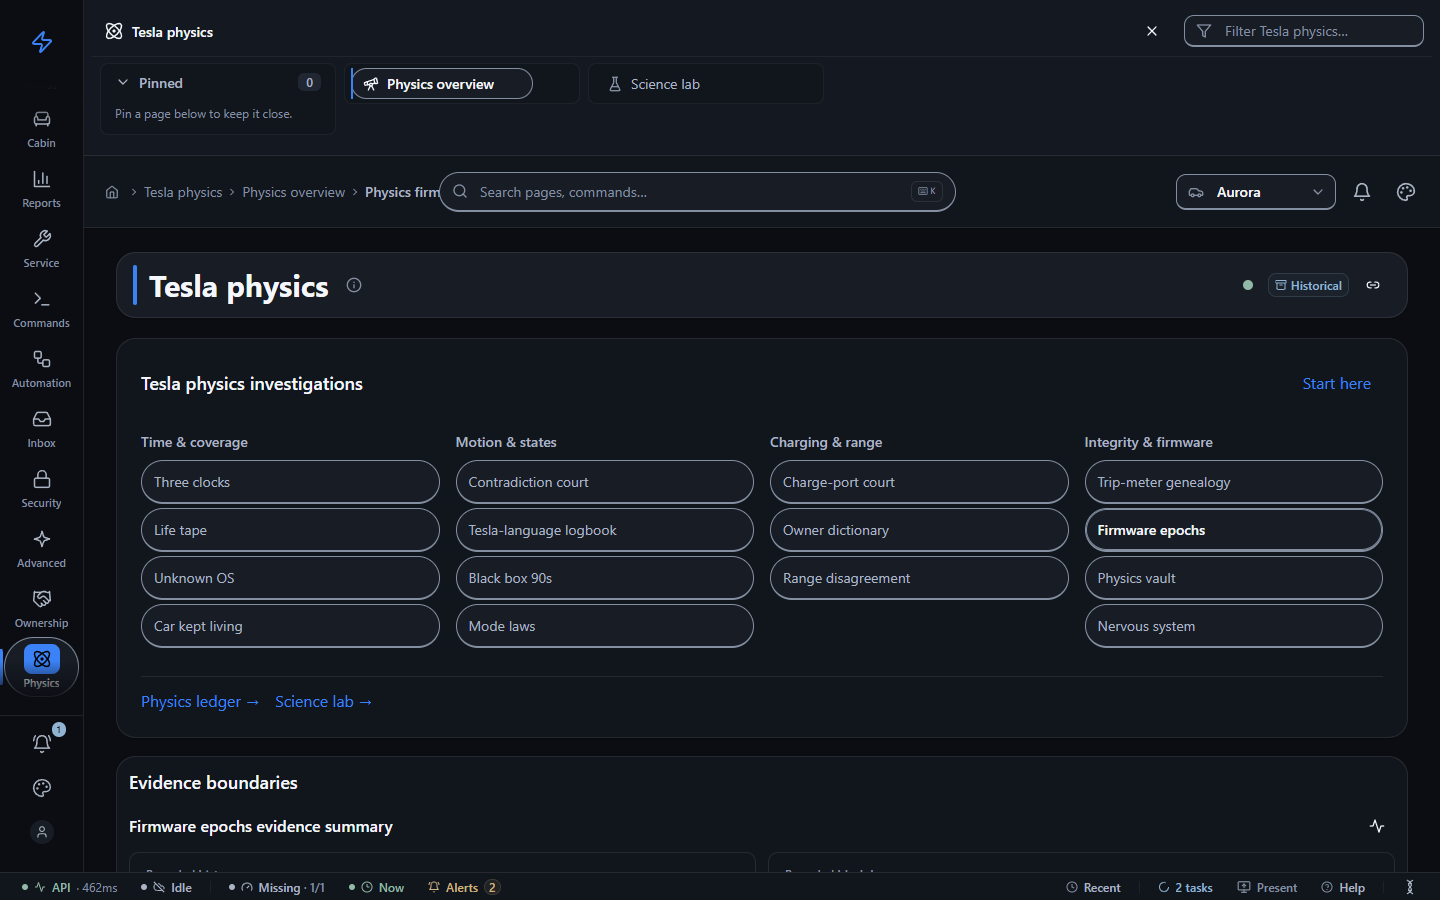 Tesla physics
Filter Tesla physics...
Pinned
0
Pin a page below to keep it close.
Physics overview
Science lab
Cabin
Reports
Service
Commands
Automation
Inbox
Security
Advanced
Ownership
Physics
1
Tesla physics
Physics overview
Physics firm
Search pages, commands...
K
Aurora
Tesla physics
Historical
Tesla physics investigations
Start here
Time & coverage
Three clocks
Life tape
Unknown OS
Car kept living
Motion & states
Contradiction court
Tesla-language logbook
Black box 90s
Mode laws
Charging & range
Charge-port court
Owner dictionary
Range disagreement
Integrity & firmware
Trip-meter genealogy
Firmware epochs
Physics vault
Nervous system
Physics ledger →
Science lab →
Evidence boundaries
Firmware epochs evidence summary
API · 462ms
Idle
Missing · 1/1
Now
Alerts 2
Recent
2 tasks
Present
Help